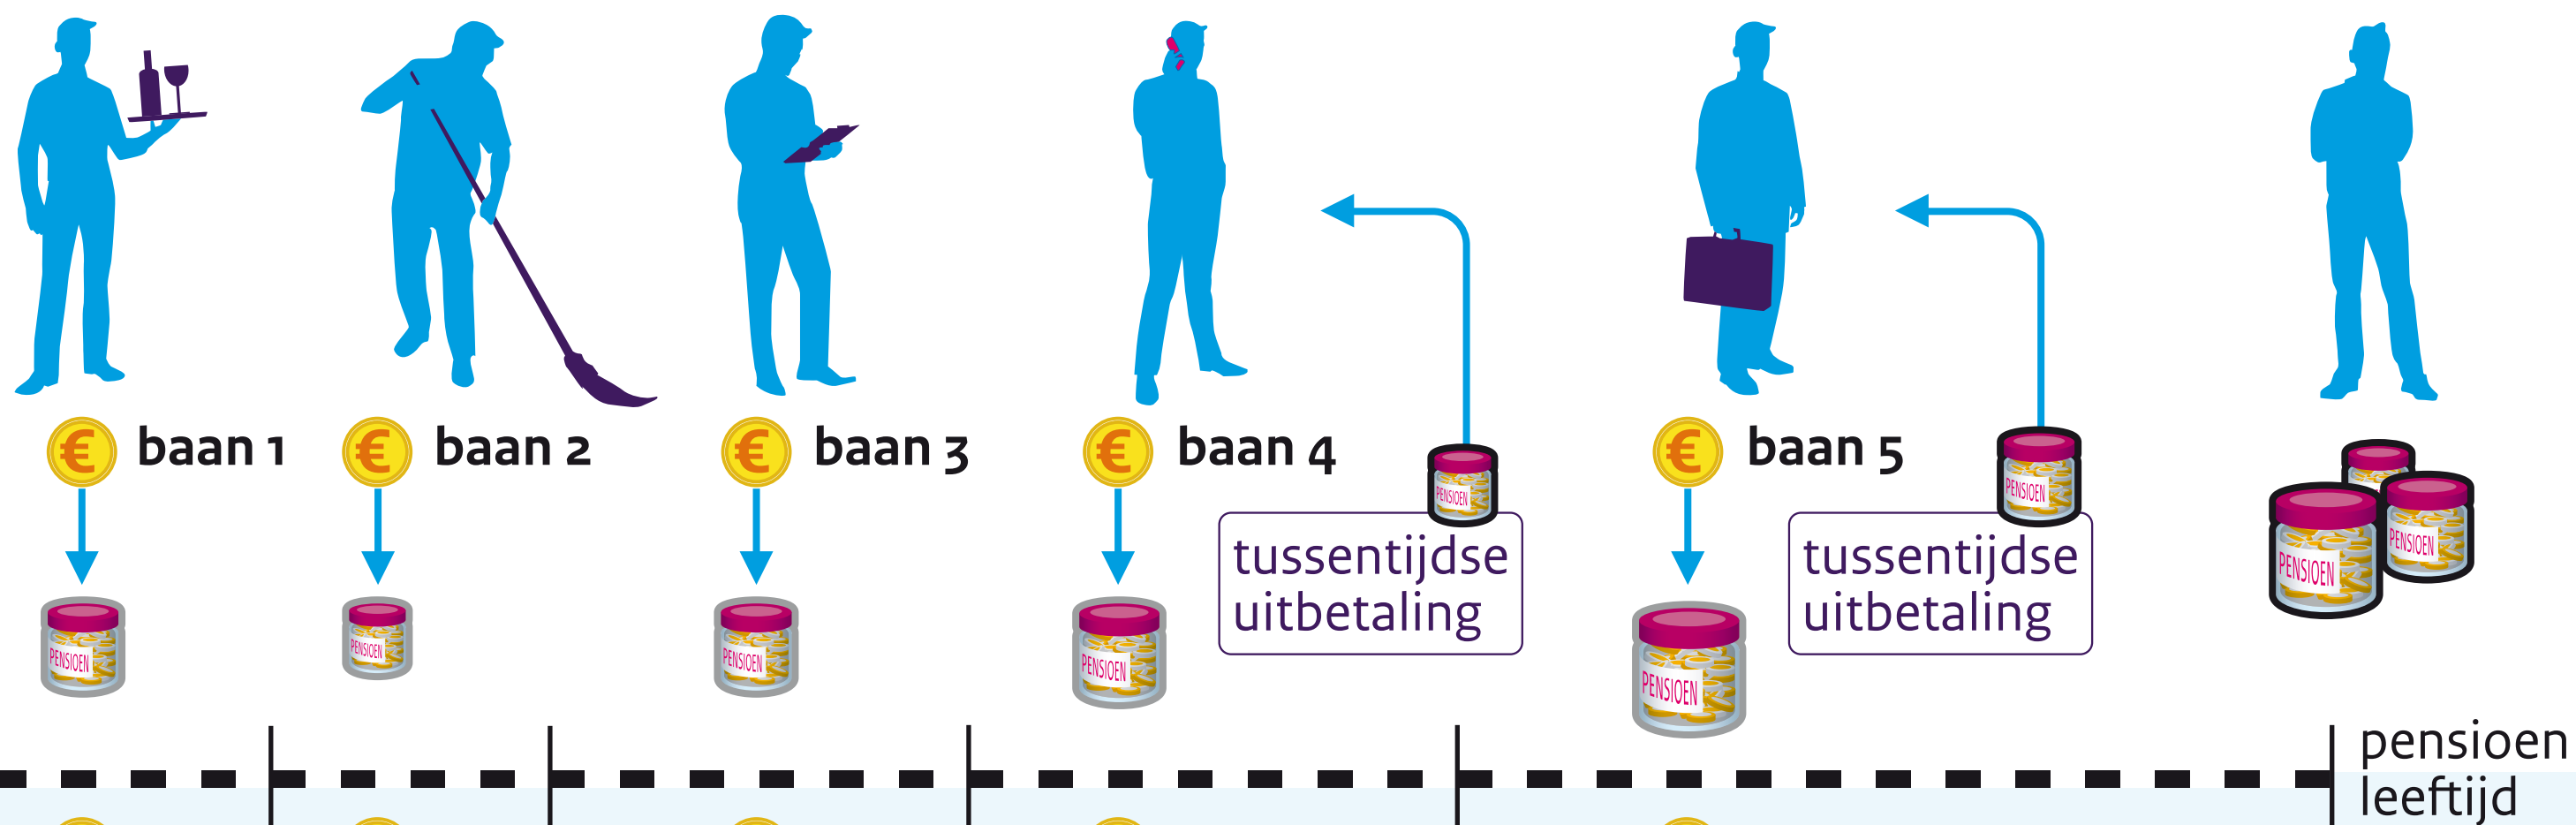 € baan 1
€ baan 2
€ baan 3
€ baan 4
€ baan 5
PENSIOEN
PENSIOEN
tussentijdse
uitbetaling
tussentijdse
uitbetaling
PENSIOEN
PENSIOEN
PENSIOEN
PENSIOEN
PENSIOEN
PENSIOEN
PENSIOEN
pensioen
leeftijd